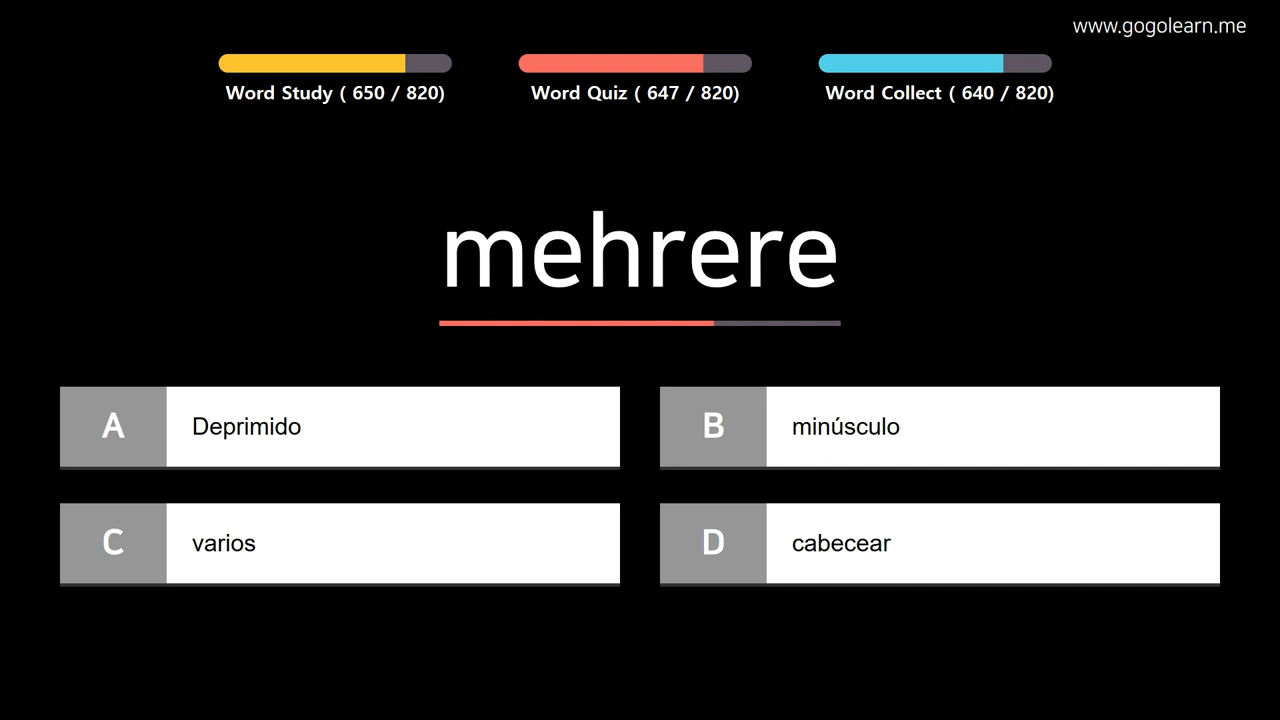 www.gogolearn.me
Word Study ( 650 / 820)
Word Quiz ( 647 / 820)
Word Collect ( 640 / 820)
mehrere
A
Deprimido
B
minúsculo
C
varios
D
cabecear